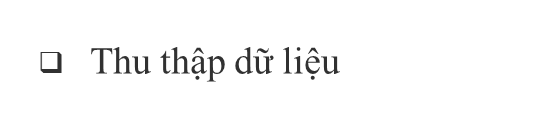 ❑ Thu thập dữ liệu